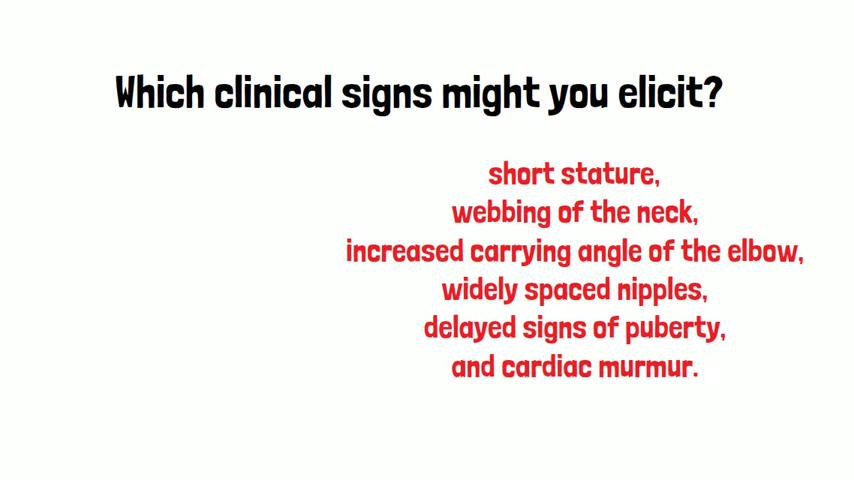 Which clinical signs might you elicit?
short stature,
webbing of the neck,
increased carrying angle of the elbow,
widely spaced nipples,
delayed signs of puberty,
and cardiac murmur.